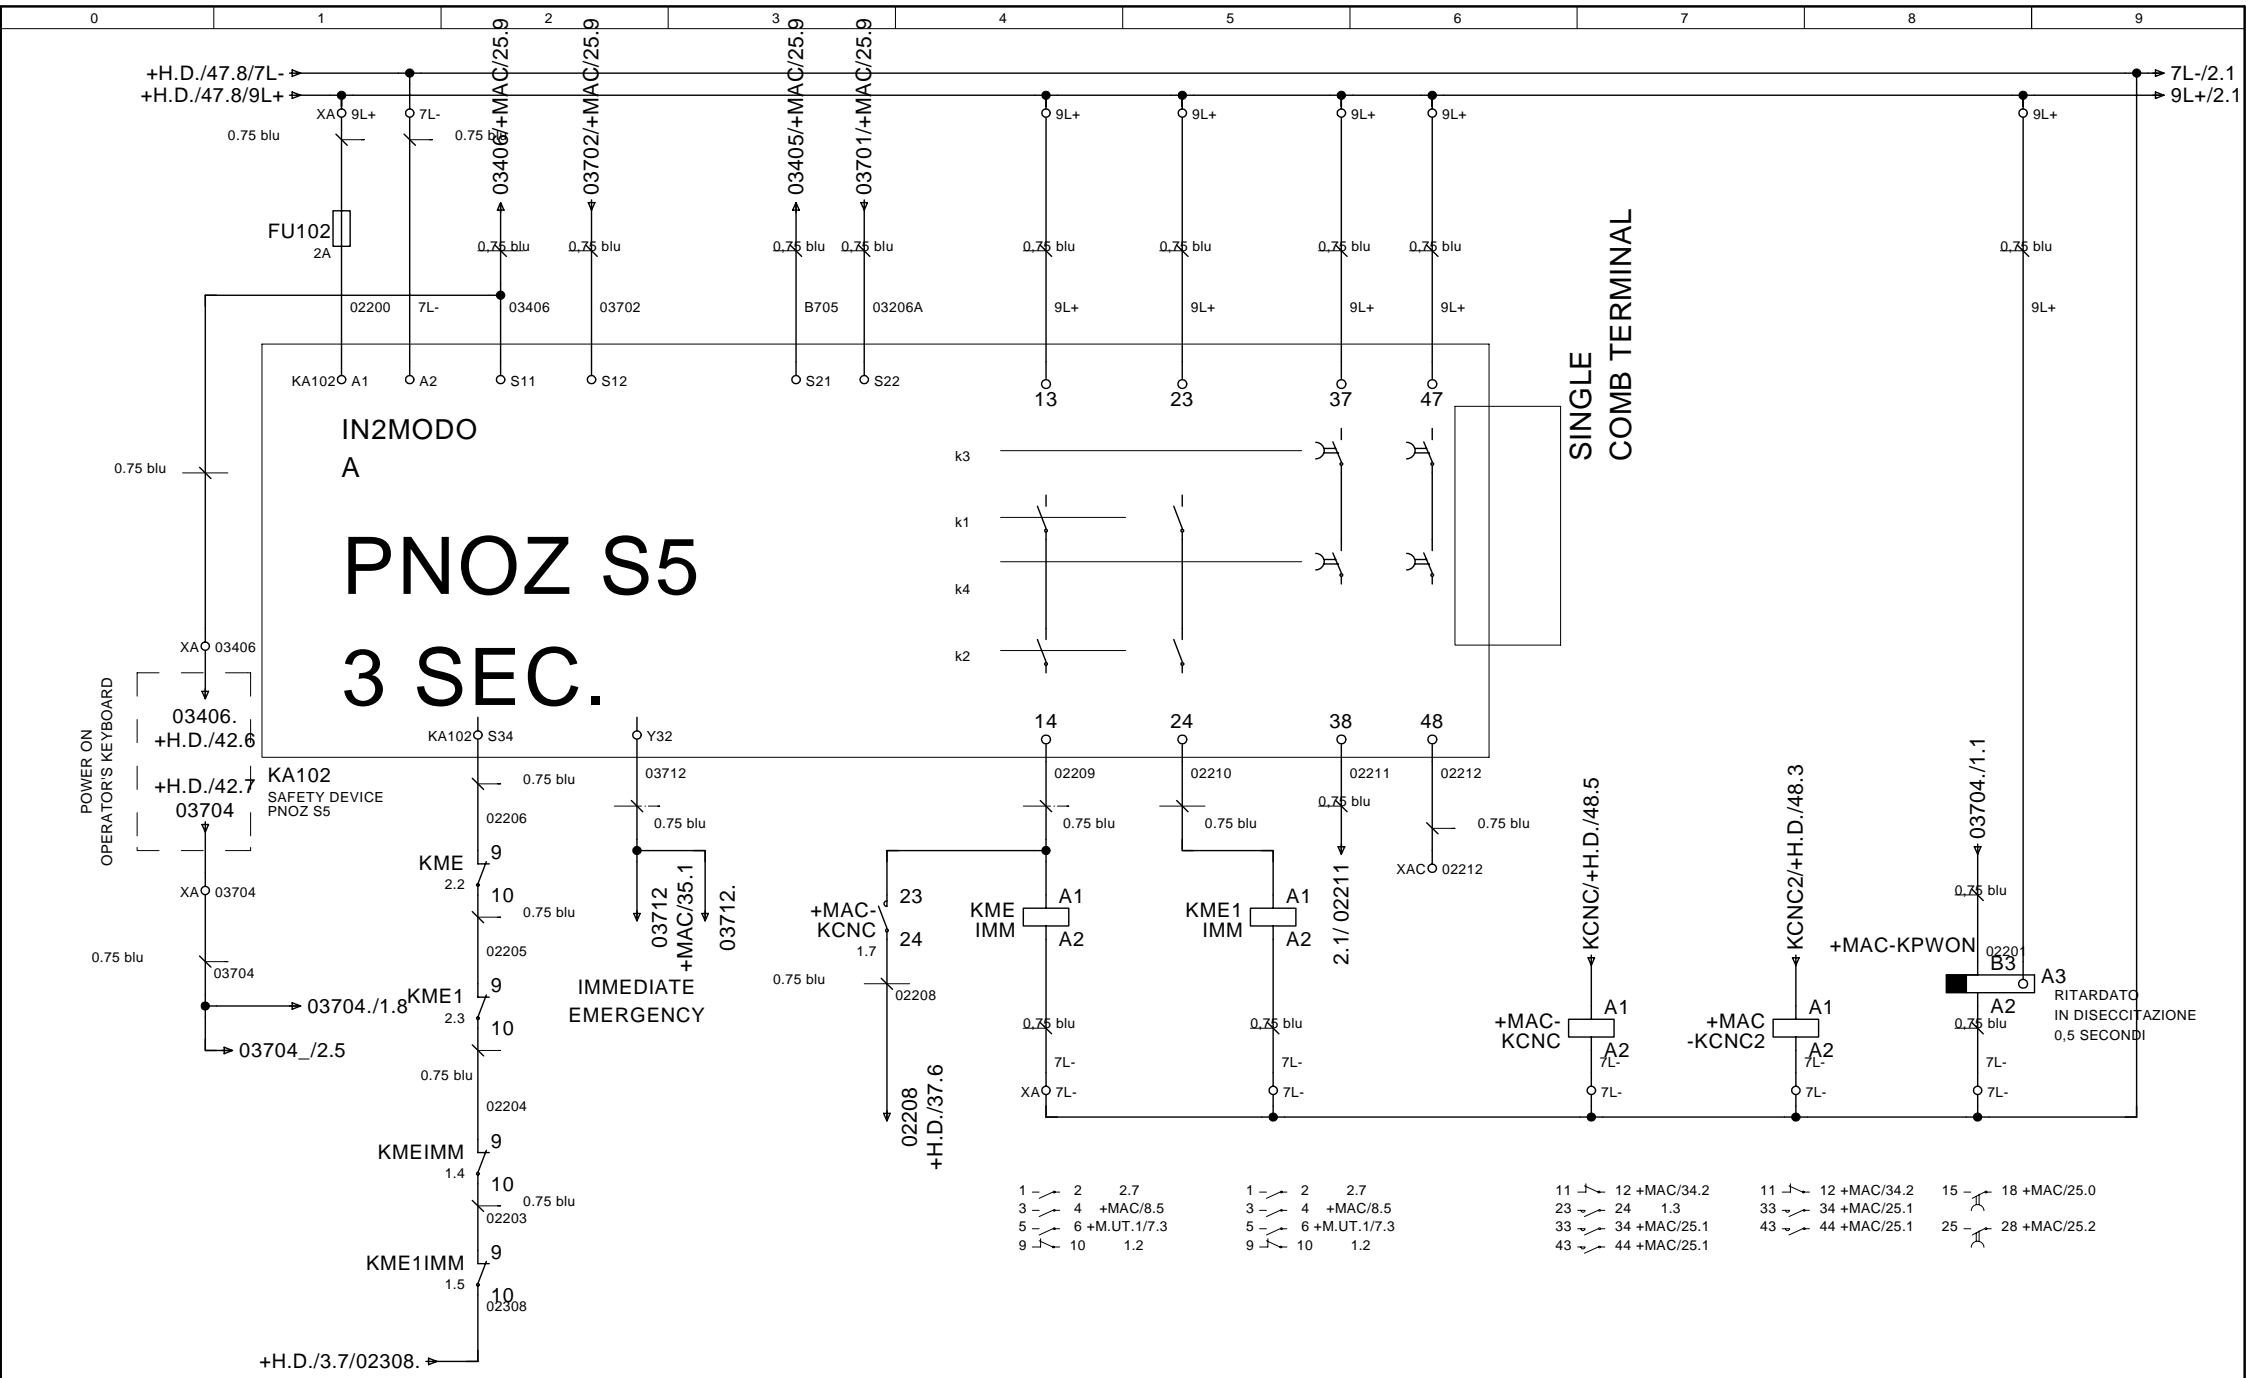 0 1 2 3 4 5 6 7 8 9
+H.D./47.8/7L-
+H.D./47.8/9L+
7L-/2.1
9L+/2.1
XA 9L+
7L-
0.75 blu
0.75 blu
03406/+MAC/25.9
03702/+MAC/25.9
03405/+MAC/25.9
03701/+MAC/25.9
9L+
9L+
9L+
9L+
9L+
FU102
2A
0,75 blu
0,75 blu
0,75 blu
0,75 blu
0,75 blu
0,75 blu
0,75 blu
0,75 blu
0,75 blu
02200
7L-
03406
03702
B705
03206A
9L+
9L+
9L+
9L+
9L+
SINGLE
COMB TERMINAL
KA102 A1
A2
S11
S12
S21
S22
13
23
37
47
IN2MODO
A
PNOZ S5
3 SEC.
k3
k1
k4
k2
0.75 blu
XA 03406
POWER ON
OPERATOR'S KEYBOARD
03406.
+H.D./42.6
+H.D./42.7
03704
KA102
SAFETY DEVICE
PNOZ S5
KA102 S34
Y32
14
24
38
48
XA 03704
0.75 blu
03704
03704./1.8
03704_/2.5
0.75 blu
02206
KME
2.2
9
10
0.75 blu
02205
KME1
2.3
9
10
0.75 blu
02204
KMEIMM
1.4
9
10
0.75 blu
02203
KME1IMM
1.5
9
10
02308
+H.D./3.7/02308.
03712
0.75 blu
03712
+MAC/35.1
03712.
IMMEDIATE
EMERGENCY
+MAC-
KCNC
1.7
23
24
0.75 blu
02208
02208
+H.D./37.6
02209
0.75 blu
KME
IMM
A1
A2
0,75 blu
7L-
XA 7L-
02210
0.75 blu
KME1
IMM
A1
A2
0,75 blu
7L-
7L-
02211
0,75 blu
2.1/ 02211
02212
0.75 blu
XAC 02212
KCNC/+H.D./48.5
+MAC-
KCNC
A1
A2
7L-
7L-
KCNC2/+H.D./48.3
+MAC
-KCNC2
A1
A2
7L-
7L-
03704./1.1
0,75 blu
+MAC-KPWON
02201
B3
A3
A2
RITARDATO
IN DISECCITAZIONE
0,5 SECONDI
0,75 blu
7L-
7L-
1 2 2.7
3 4 +MAC/8.5
5 6 +M.UT.1/7.3
9 10 1.2
1 2 2.7
3 4 +MAC/8.5
5 6 +M.UT.1/7.3
9 10 1.2
11 12 +MAC/34.2
23 24 1.3
33 34 +MAC/25.1
43 44 +MAC/25.1
11 12 +MAC/34.2
33 34 +MAC/25.1
43 44 +MAC/25.1
15 18 +MAC/25.0
25 28 +MAC/25.2